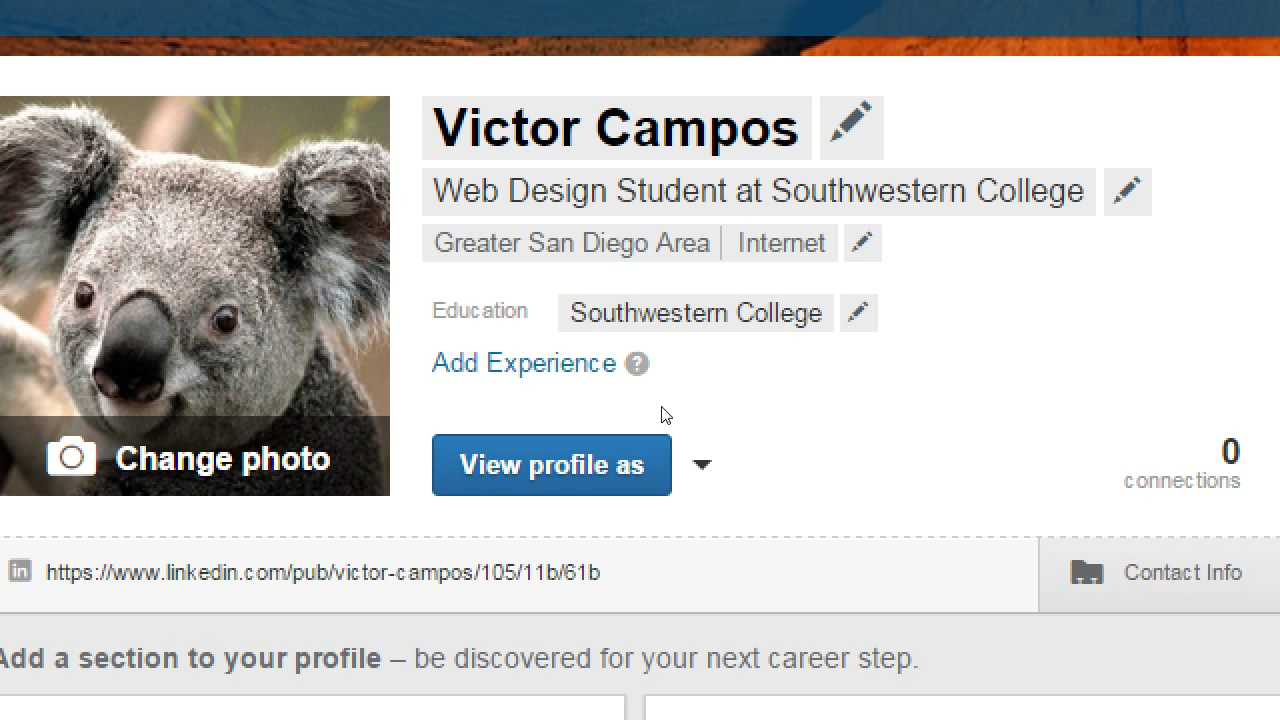 Victor Campos
Web Design Student at Southwestern College
Greater San Diego Area Internet
Education Southwestern College
Add Experience ?
Change photo
View profile as
0
connections
in https://www.linkedin.com/pub/victor-campos/105/11b/61b
Contact Info
Add a section to your profile – be discovered for your next career step.